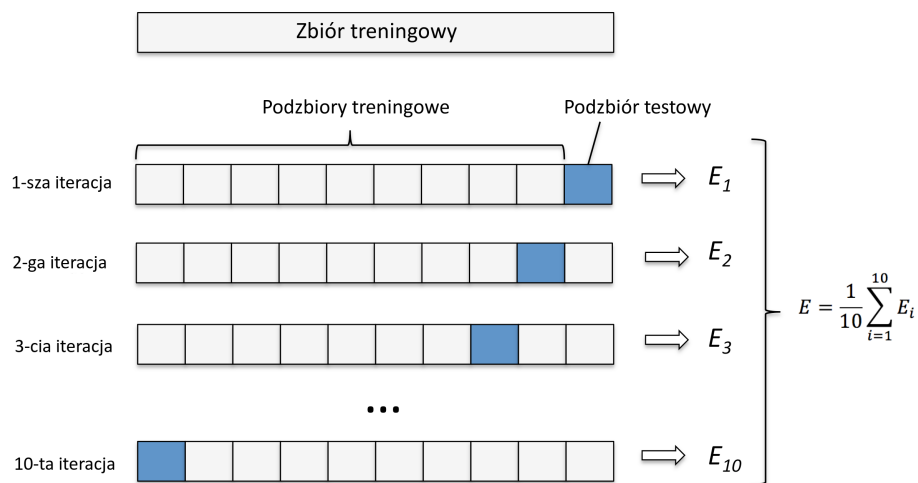 Zbiór treningowy
Podzbiory treningowe
Podzbiór testowy
1-sza iteracja
E₁
2-ga iteracja
E₂
3-cia iteracja
E₃
...
10-ta iteracja
E₁₀
E = 1/10 ∑_{i=1}^{10} E_i